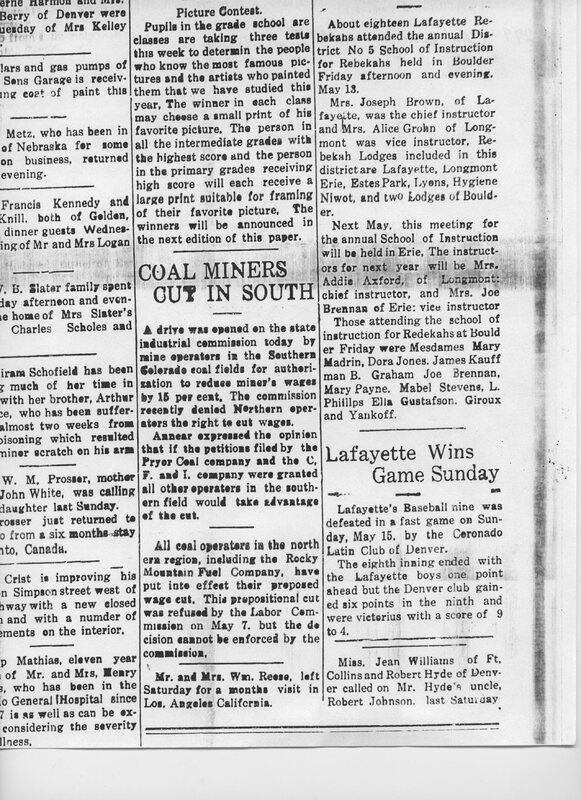 erne Harmon and Mrs.
Berry of Denver were
uesday of Mrs Kelley
lars and gas pumps of
Sons Garage is receiv-
ng coat of paint this
Metz, who has been in
of Nebraska for some
on business, returned
evening.
Francis Kennedy and
Knill, both of Golden,
dinner guests Wednes-
ing of Mr and Mrs Logan
. B. Slater family spent
day afternoon and even-
he home of Mrs Slater's
Charles Scholes and
iram Schofield has been
g much of her time in
with her brother, Arthur
ce, who has been suffer-
almost two weeks from
oisoning which resulted
minor scratch on his arm
W. M. Prosser, mother
John White, was calling
daughter last Sunday.
rosser just returned to
o from a six months stay
nto, Canada.
Crist is improving his
on Simpson street west of
hway with a new closed
n and with a numder of
ements on the interior.
p Mathias, eleven year
of Mr. and Mrs, Henry
s, who has been in the
o General Hospital since
7 is as well as can be ex-
considering the severity
llness.
Picture Contest.
Pupils in the grade school are
classes are taking three tests
this week to determin the people
who know the most famous pic-
tures and the artists who painted
them that we have studied this
year. The winner in each class
may choose a small print of his
favorite picture. The person in
all the intermediate grades with
the highest score and the person
in the primary grades receiving
high score will each receive a
large print suitable for framing
of their favorite picture, The
winners will be announced in
the next edition of this paper.
COAL MINERS
CUT IN SOUTH
A drive was opened on the state
industrial commission today by
mine operators in the Southern
Colorado coal fields for authori-
zation to reduce miner's wages
by 15 per cent. The commission
recently denied Northern oper-
ators the right to cut wages.
Annear expressed the opinion
that if the petitions filed by the
Pryor Coal company and the C,
F. and I. company were granted
all other operators in the south-
ern field would take advantage
of the cut.
All coal operators in the north
ern region, including the Rocky
Mountain Fuel Company, have
put into effect their proposed
wage cut. This propositional cut
was refused by the Labor Com-
mission on May 7. but the de
cision cannot be enforced by the
commission.
Mr. and Mrs. Wm. Reese, left
Saturday for a months visit in
Los. Angeles California.
About eighteen Lafayette Re-
bekahs attended the annual Dis-
trict No 5 School of Instruction
for Rebekahs held in Boulder
Friday afternoon and evening.
May 13.
Mrs. Joseph Brown, of La-
fayette, was the chief instructor
and Mrs. Alice Grohn of Long-
mont was vice instructor, Re-
bekah Lodges included in this
district are Lafayette, Longmont
Erie, Estes Park, Lyons, Hygiene
Niwot, and two Lodges of Bould-
er.
Next May, this meeting for
the annual School of Instruction
will be held in Erie, The instruct-
ors for next year will be Mrs.
Addie Axford, of Longmont:
chief instructor, and Mrs. Joe
Brennan of Erie: vice instructor
Those attending the school of
instruction for Redekahs at Bould
er Friday were Mesdames Mary
Madrin, Dora Jones. James Kauff
man B. Graham Joe Brennan,
Mary Payne. Mabel Stevens, L.
Phillips Ella Gustafson. Giroux
and Yankoff.
Lafayette Wins
Game Sunday
Lafayette's Baseball nine was
defeated in a fast game on Sun-
day, May 15. by the Coronado
Latin Club of Denver.
The eighth inning ended with
the Lafayette boys one point
ahead but the Denver club gain-
ed six points in the ninth and
were victerius with a score of 9
to 4.
Miss. Jean Williams of Ft,
Collins and Robert Hyde of Denv-
er called on Mr. Hyde's uncle,
Robert Johnson. last Saturday